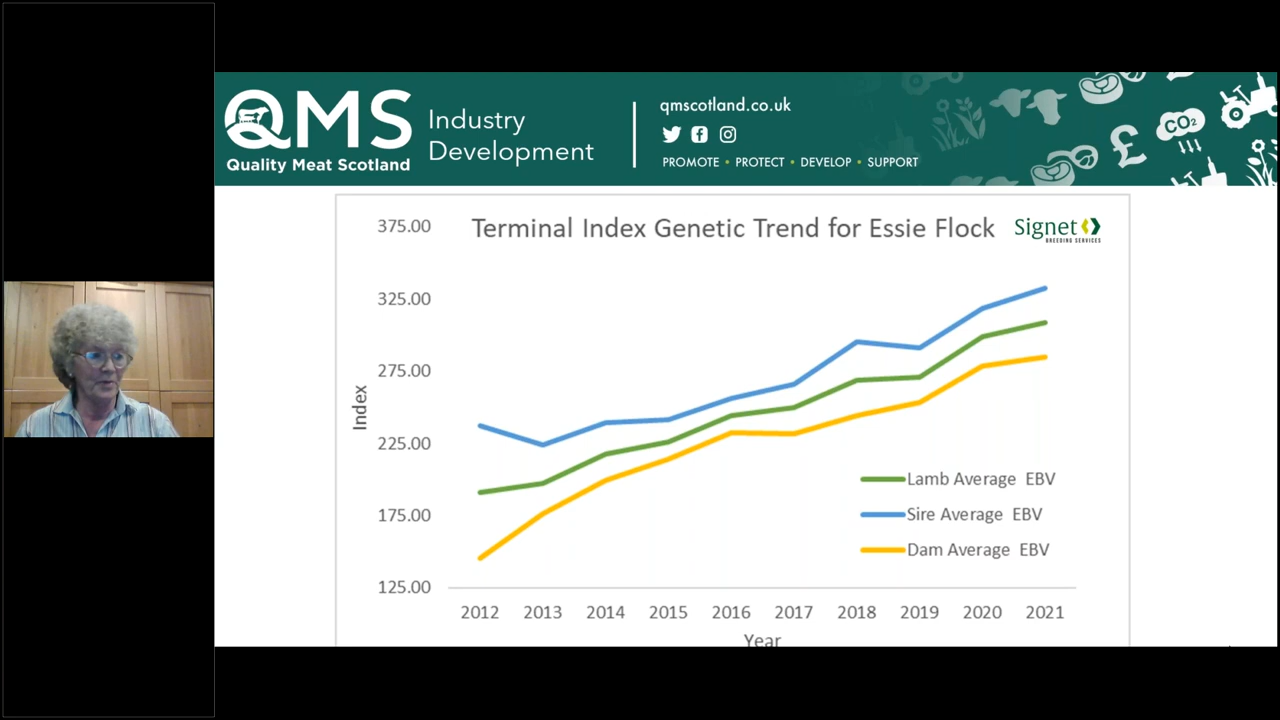 QMS
Quality Meat Scotland
Industry
Development
qmscotland.co.uk
PROMOTE • PROTECT • DEVELOP • SUPPORT
£
CO2
Terminal Index Genetic Trend for Essie Flock
Signet
BREEDING SERVICES
375.00
325.00
275.00
225.00
175.00
125.00
Index
Lamb Average EBV
Sire Average EBV
Dam Average EBV
2012 2013 2014 2015 2016 2017 2018 2019 2020 2021
Year